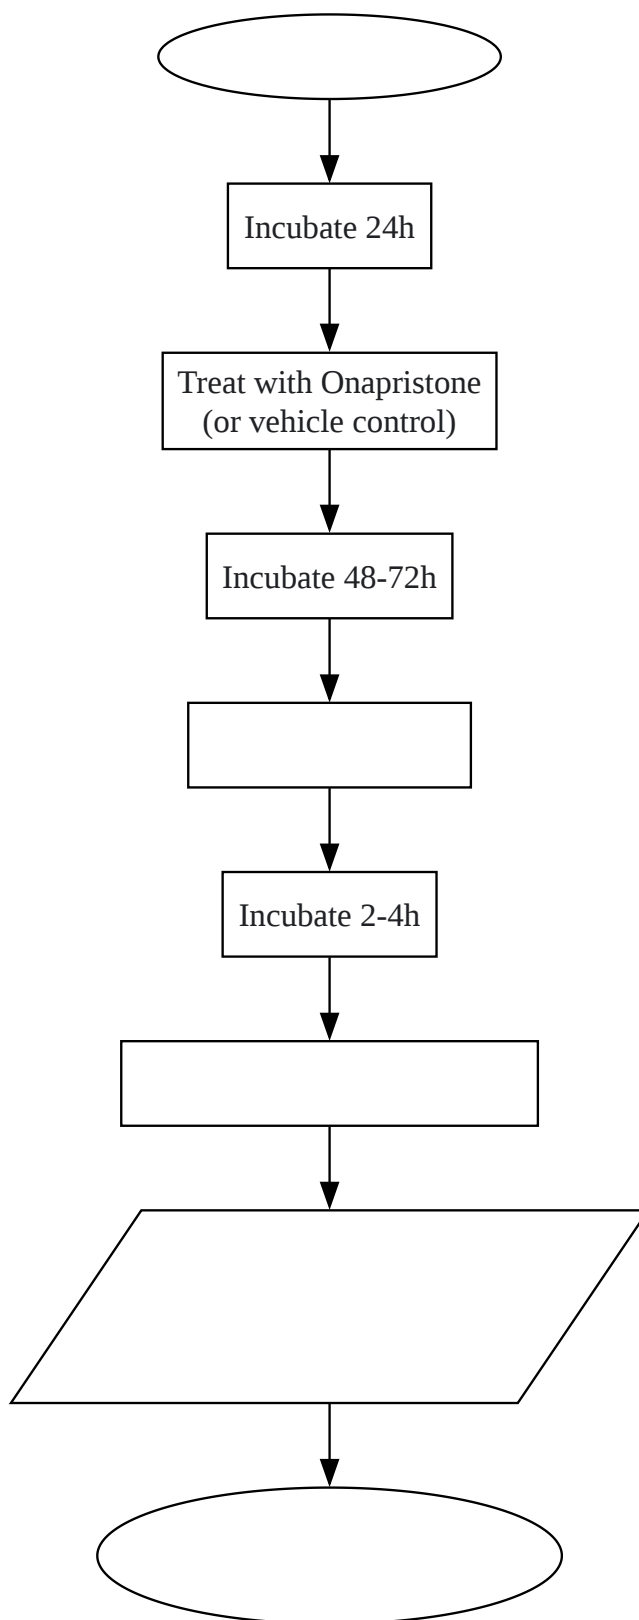 Incubate 24h
Treat with Onapristone
(or vehicle control)
Incubate 48-72h
Incubate 2-4h